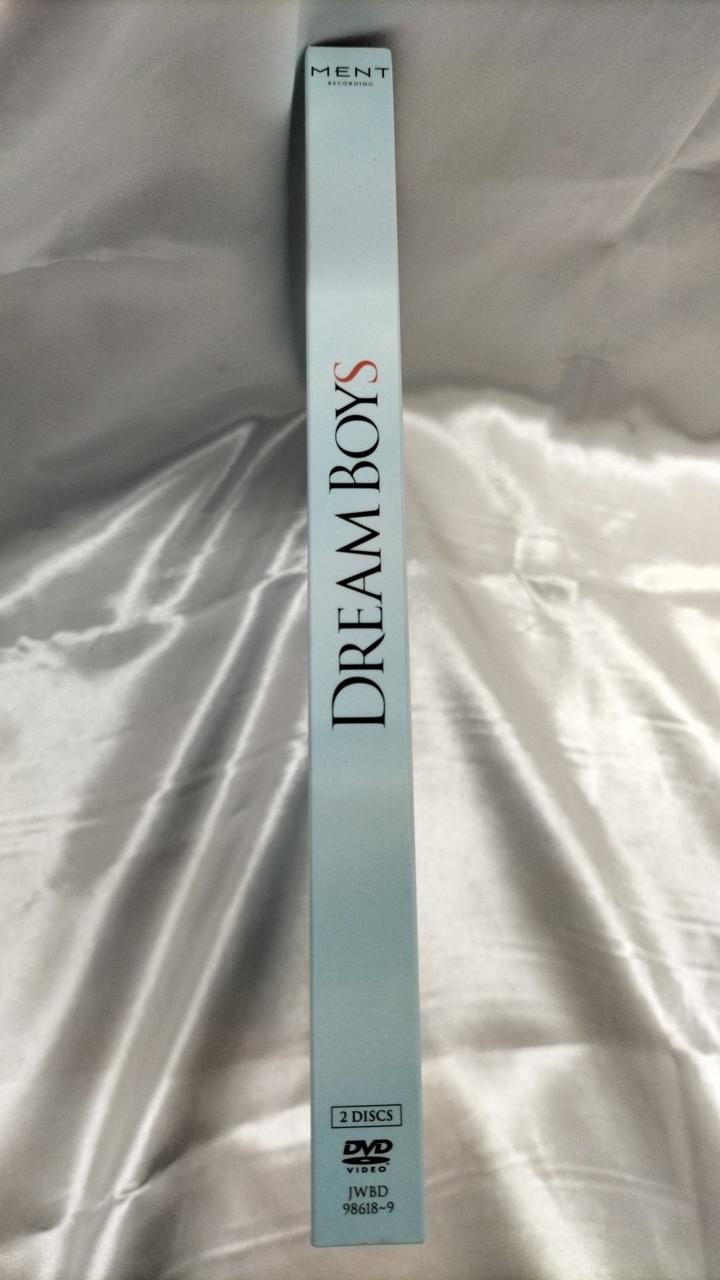 MENT
RECORDING
DREAM BOYS
2 DISCS
DVD
VIDEO
JWBD
98618~9